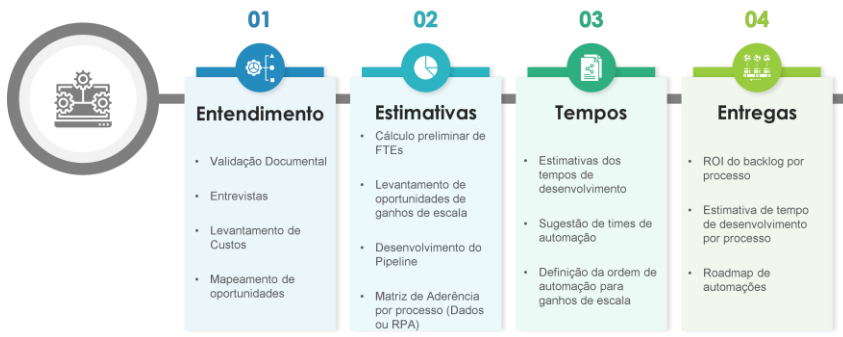 01
Entendimento
• Validação Documental
• Entrevistas
• Levantamento de
Custos
• Mapeamento de
oportunidades
02
Estimativas
• Cálculo preliminar de
FTEs
• Levantamento de
oportunidades de
ganhos de escala
• Desenvolvimento do
Pipeline
• Matriz de Aderência
por processo (Dados
ou RPA)
03
Tempos
• Estimativas dos
tempos de
desenvolvimento
• Sugestão de times de
automação
• Definição da ordem de
automação para
ganhos de escala
04
Entregas
• ROI do backlog por
processo
• Estimativa de tempo
de desenvolvimento
por processo
• Roadmap de
automações